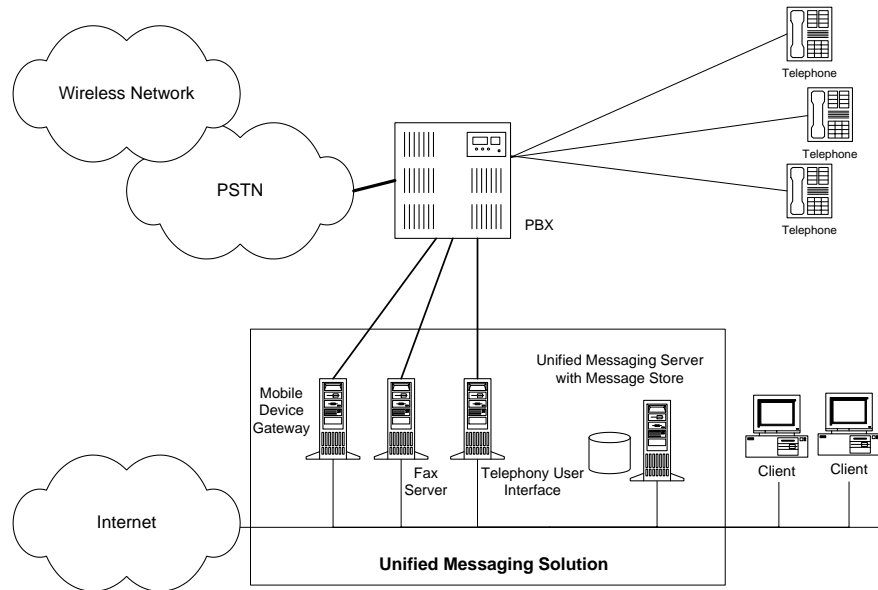 Telephone
Wireless Network
Telephone
PSTN
PBX
Telephone
Unified Messaging Server
with Message Store
Mobile
Device
Gateway
Fax
Server
Telephony User
Interface
Client
Client
Internet
Unified Messaging Solution